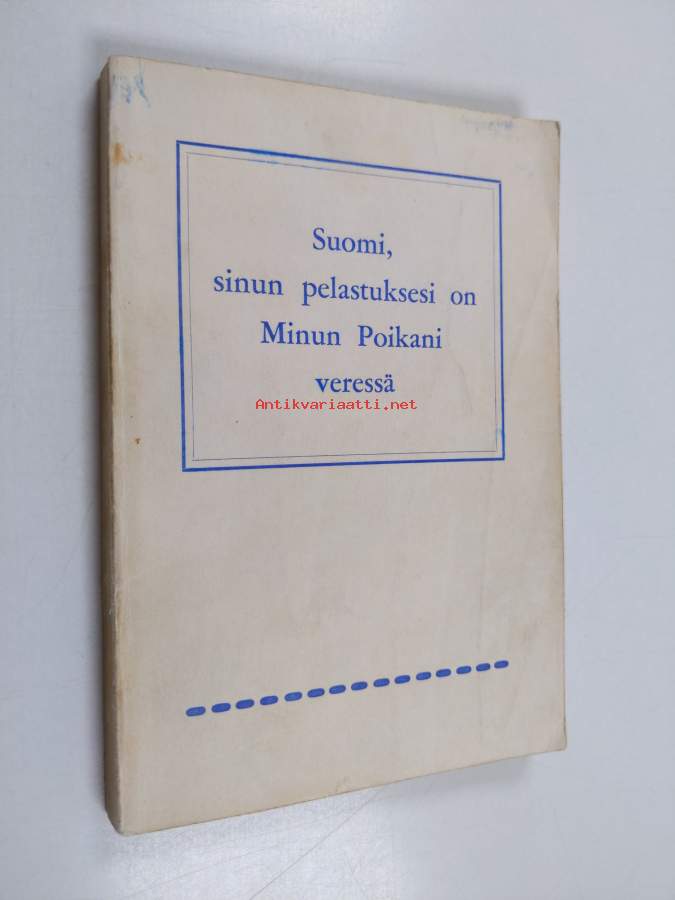 Suomi,
sinun pelastuksesi on
Minun Poikani
veressä
Antikvariaatti.net